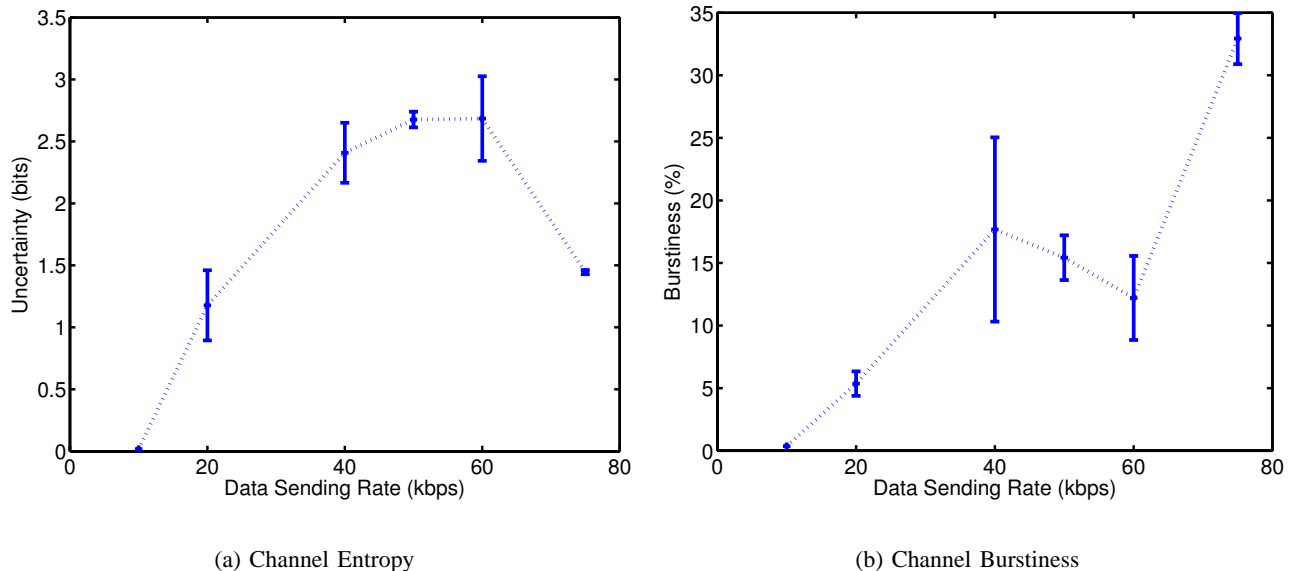 3.5
3
2.5
2
1.5
1
0.5
0
Uncertainty (bits)
0 20 40 60 80
Data Sending Rate (kbps)
(a) Channel Entropy
35
30
25
20
15
10
5
0
Burstiness (%)
0 20 40 60 80
Data Sending Rate (kbps)
(b) Channel Burstiness